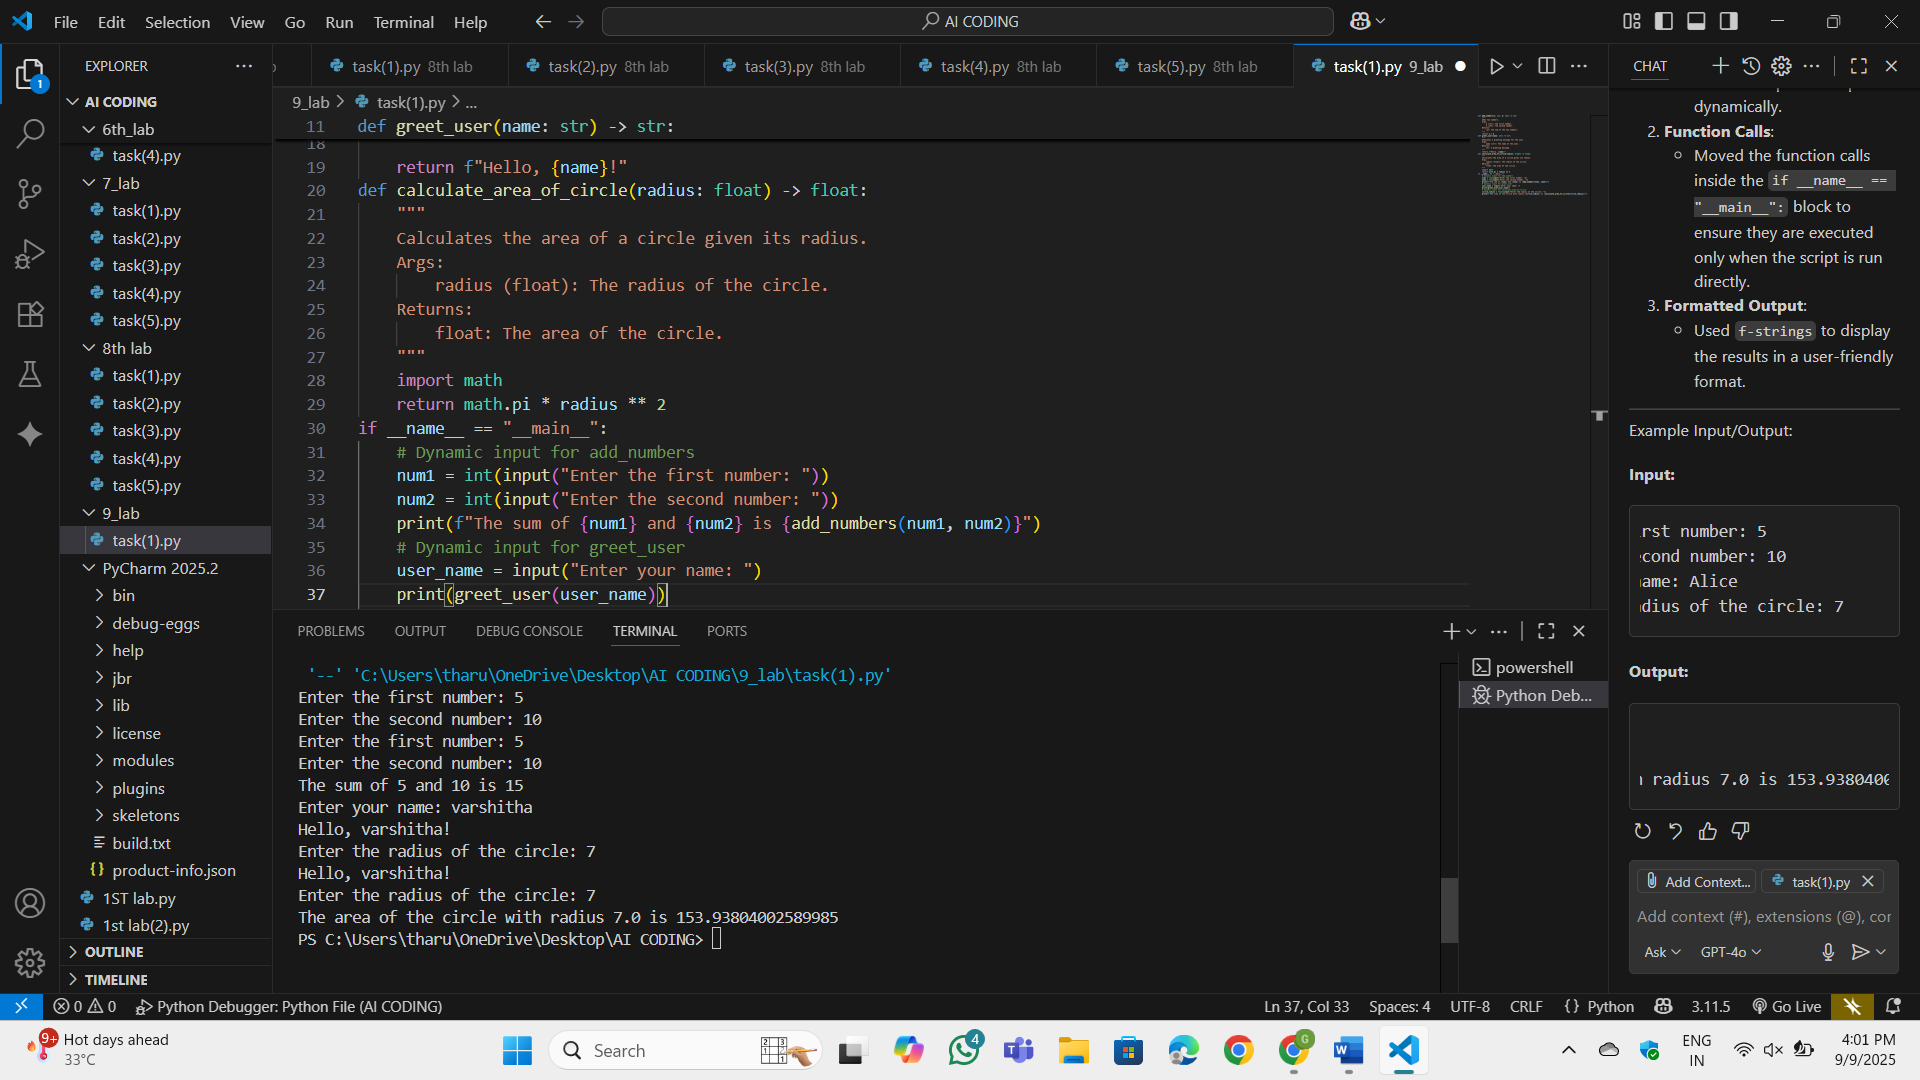 File Edit Selection View Go Run Terminal Help
AI CODING
EXPLORER
1
AI CODING
6th_lab
task(4).py
7_lab
task(1).py
task(2).py
task(3).py
task(4).py
task(5).py
8th lab
task(1).py
task(2).py
task(3).py
task(4).py
task(5).py
9_lab
task(1).py
PyCharm 2025.2
bin
debug-eggs
help
jbr
lib
license
modules
plugins
skeletons
build.txt
product-info.json
1ST lab.py
1st lab(2).py
OUTLINE
TIMELINE
task(1).py 8th lab
task(2).py 8th lab
task(3).py 8th lab
task(4).py 8th lab
task(5).py 8th lab
task(1).py 9_lab
9_lab > task(1).py > ...
11 def greet_user(name: str) -> str:
18
19 return f"Hello, {name}!"
20 def calculate_area_of_circle(radius: float) -> float:
21 """
22 Calculates the area of a circle given its radius.
23 Args:
24 radius (float): The radius of the circle.
25 Returns:
26 float: The area of the circle.
27 """
28 import math
29 return math.pi * radius ** 2
30 if __name__ == "__main__":
31 # Dynamic input for add_numbers
32 num1 = int(input("Enter the first number: "))
33 num2 = int(input("Enter the second number: "))
34 print(f"The sum of {num1} and {num2} is {add_numbers(num1, num2)}")
35 # Dynamic input for greet_user
36 user_name = input("Enter your name: ")
37 print(greet_user(user_name))
PROBLEMS OUTPUT DEBUG CONSOLE TERMINAL PORTS
'--' 'C:\Users\tharu\OneDrive\Desktop\AI CODING\9_lab\task(1).py'
Enter the first number: 5
Enter the second number: 10
Enter the first number: 5
Enter the second number: 10
The sum of 5 and 10 is 15
Enter your name: varshitha
Hello, varshitha!
Enter the radius of the circle: 7
Hello, varshitha!
Enter the radius of the circle: 7
The area of the circle with radius 7.0 is 153.93804002589985
PS C:\Users\tharu\OneDrive\Desktop\AI CODING>
powershell
Python Deb...
CHAT
dynamically.
2. Function Calls:
Moved the function calls
inside the if __name__ ==
"__main__": block to
ensure they are executed
only when the script is run
directly.
3. Formatted Output:
Used f-strings to display
the results in a user-friendly
format.
Example Input/Output:
Input:
rst number: 5
cond number: 10
ame: Alice
dius of the circle: 7
Output:
radius 7.0 is 153.9380400
Add Context... task(1).py
Add context (#), extensions (@), cor
Ask GPT-4o
0 0 Python Debugger: Python File (AI CODING)
Ln 37, Col 33 Spaces: 4 UTF-8 CRLF {} Python 3.11.5 Go Live
9+ Hot days ahead
33°C
Search
4
G
ENG
IN
4:01 PM
9/9/2025